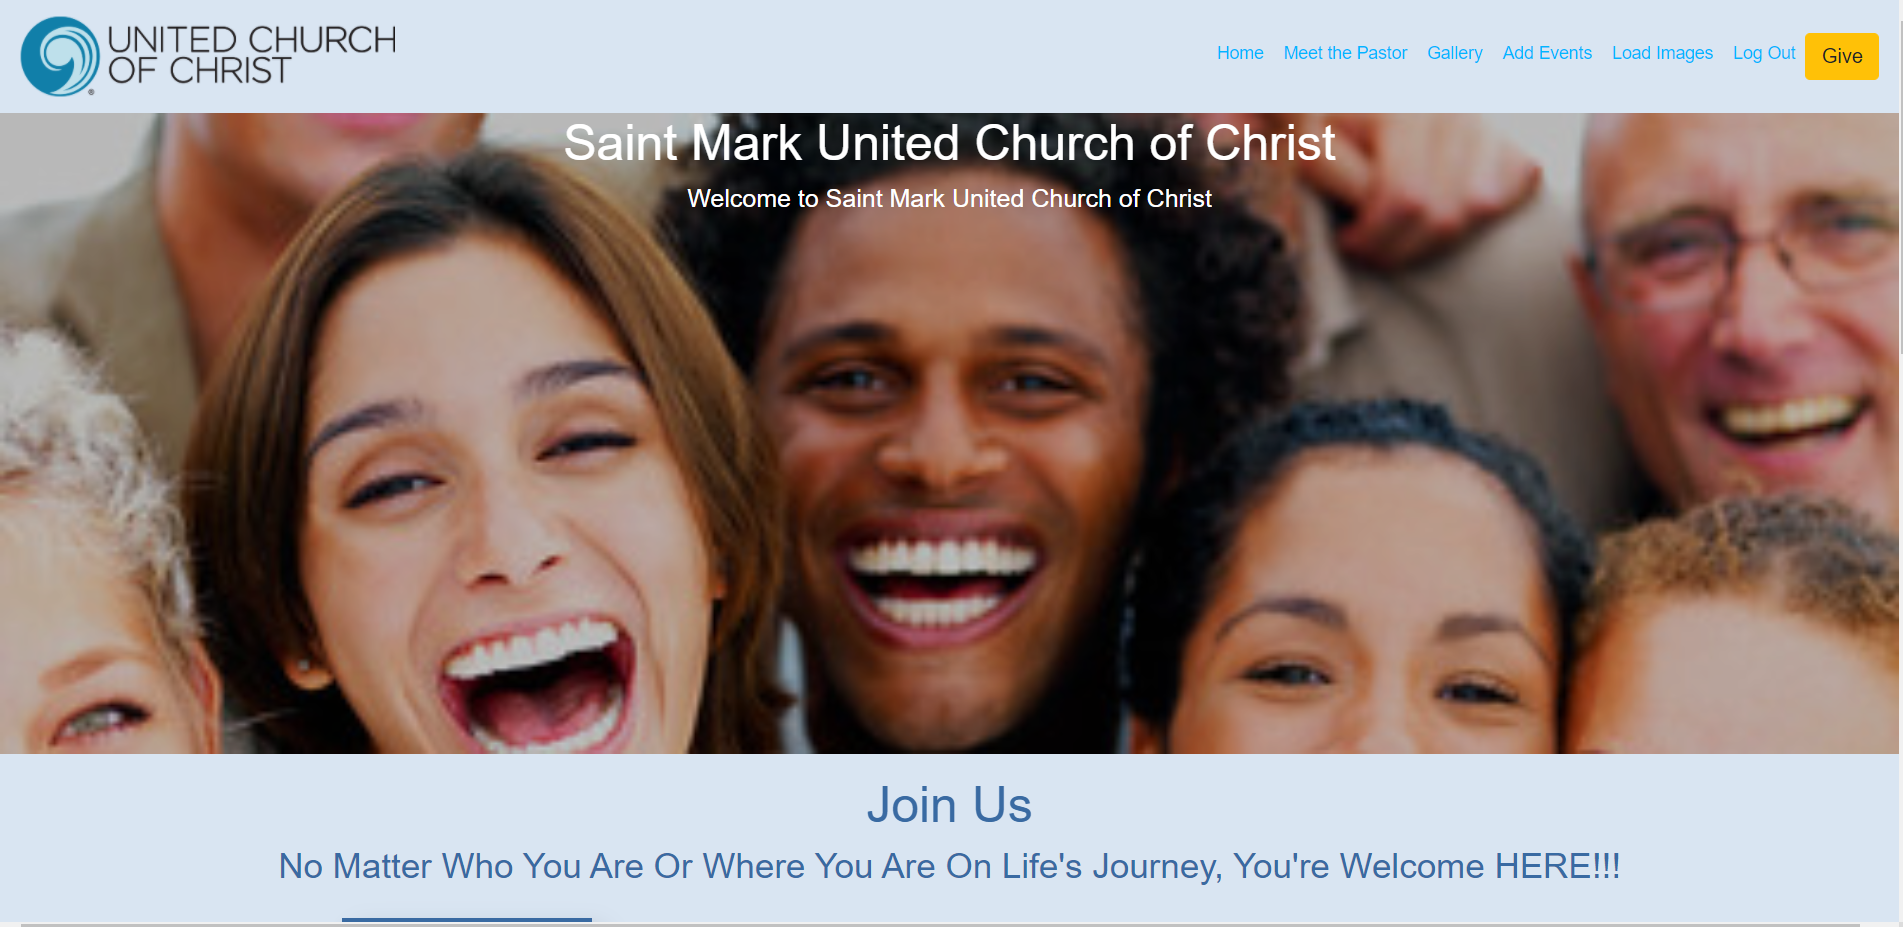 UNITED CHURCH
OF CHRIST
®
Home Meet the Pastor Gallery Add Events Load Images Log Out Give
Saint Mark United Church of Christ
Welcome to Saint Mark United Church of Christ
Join Us
No Matter Who You Are Or Where You Are On Life's Journey, You're Welcome HERE!!!